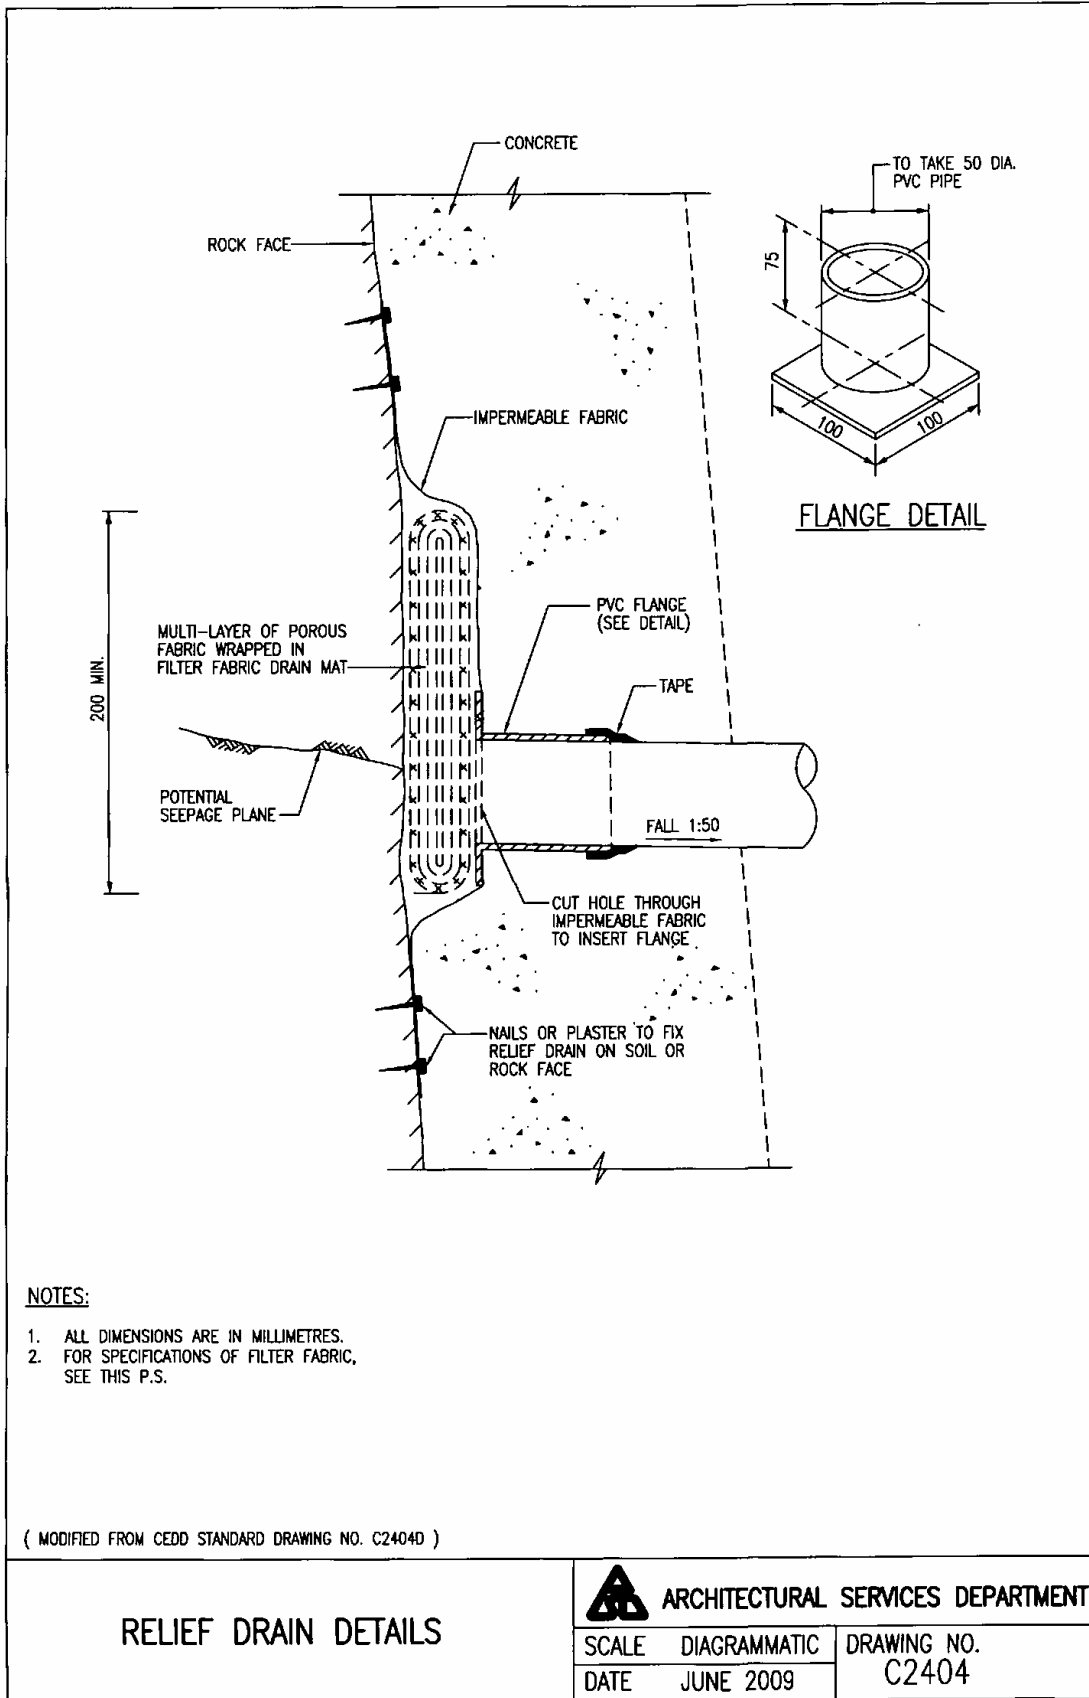 CONCRETE
TO TAKE 50 DIA.
PVC PIPE
ROCK FACE
75
IMPERMEABLE FABRIC
100
100
FLANGE DETAIL
PVC FLANGE
(SEE DETAIL)
MULTI-LAYER OF POROUS
FABRIC WRAPPED IN
FILTER FABRIC DRAIN MAT
200 MIN.
TAPE
POTENTIAL
SEEPAGE PLANE
FALL 1:50
CUT HOLE THROUGH
IMPERMEABLE FABRIC
TO INSERT FLANGE
NAILS OR PLASTER TO FIX
RELIEF DRAIN ON SOIL OR
ROCK FACE
NOTES:
1. ALL DIMENSIONS ARE IN MILLIMETRES.
2. FOR SPECIFICATIONS OF FILTER FABRIC,
SEE THIS P.S.
( MODIFIED FROM CEDD STANDARD DRAWING NO. C2404D )
RELIEF DRAIN DETAILS
ARCHITECTURAL SERVICES DEPARTMENT
SCALE DIAGRAMMATIC
DRAWING NO.
C2404
DATE JUNE 2009